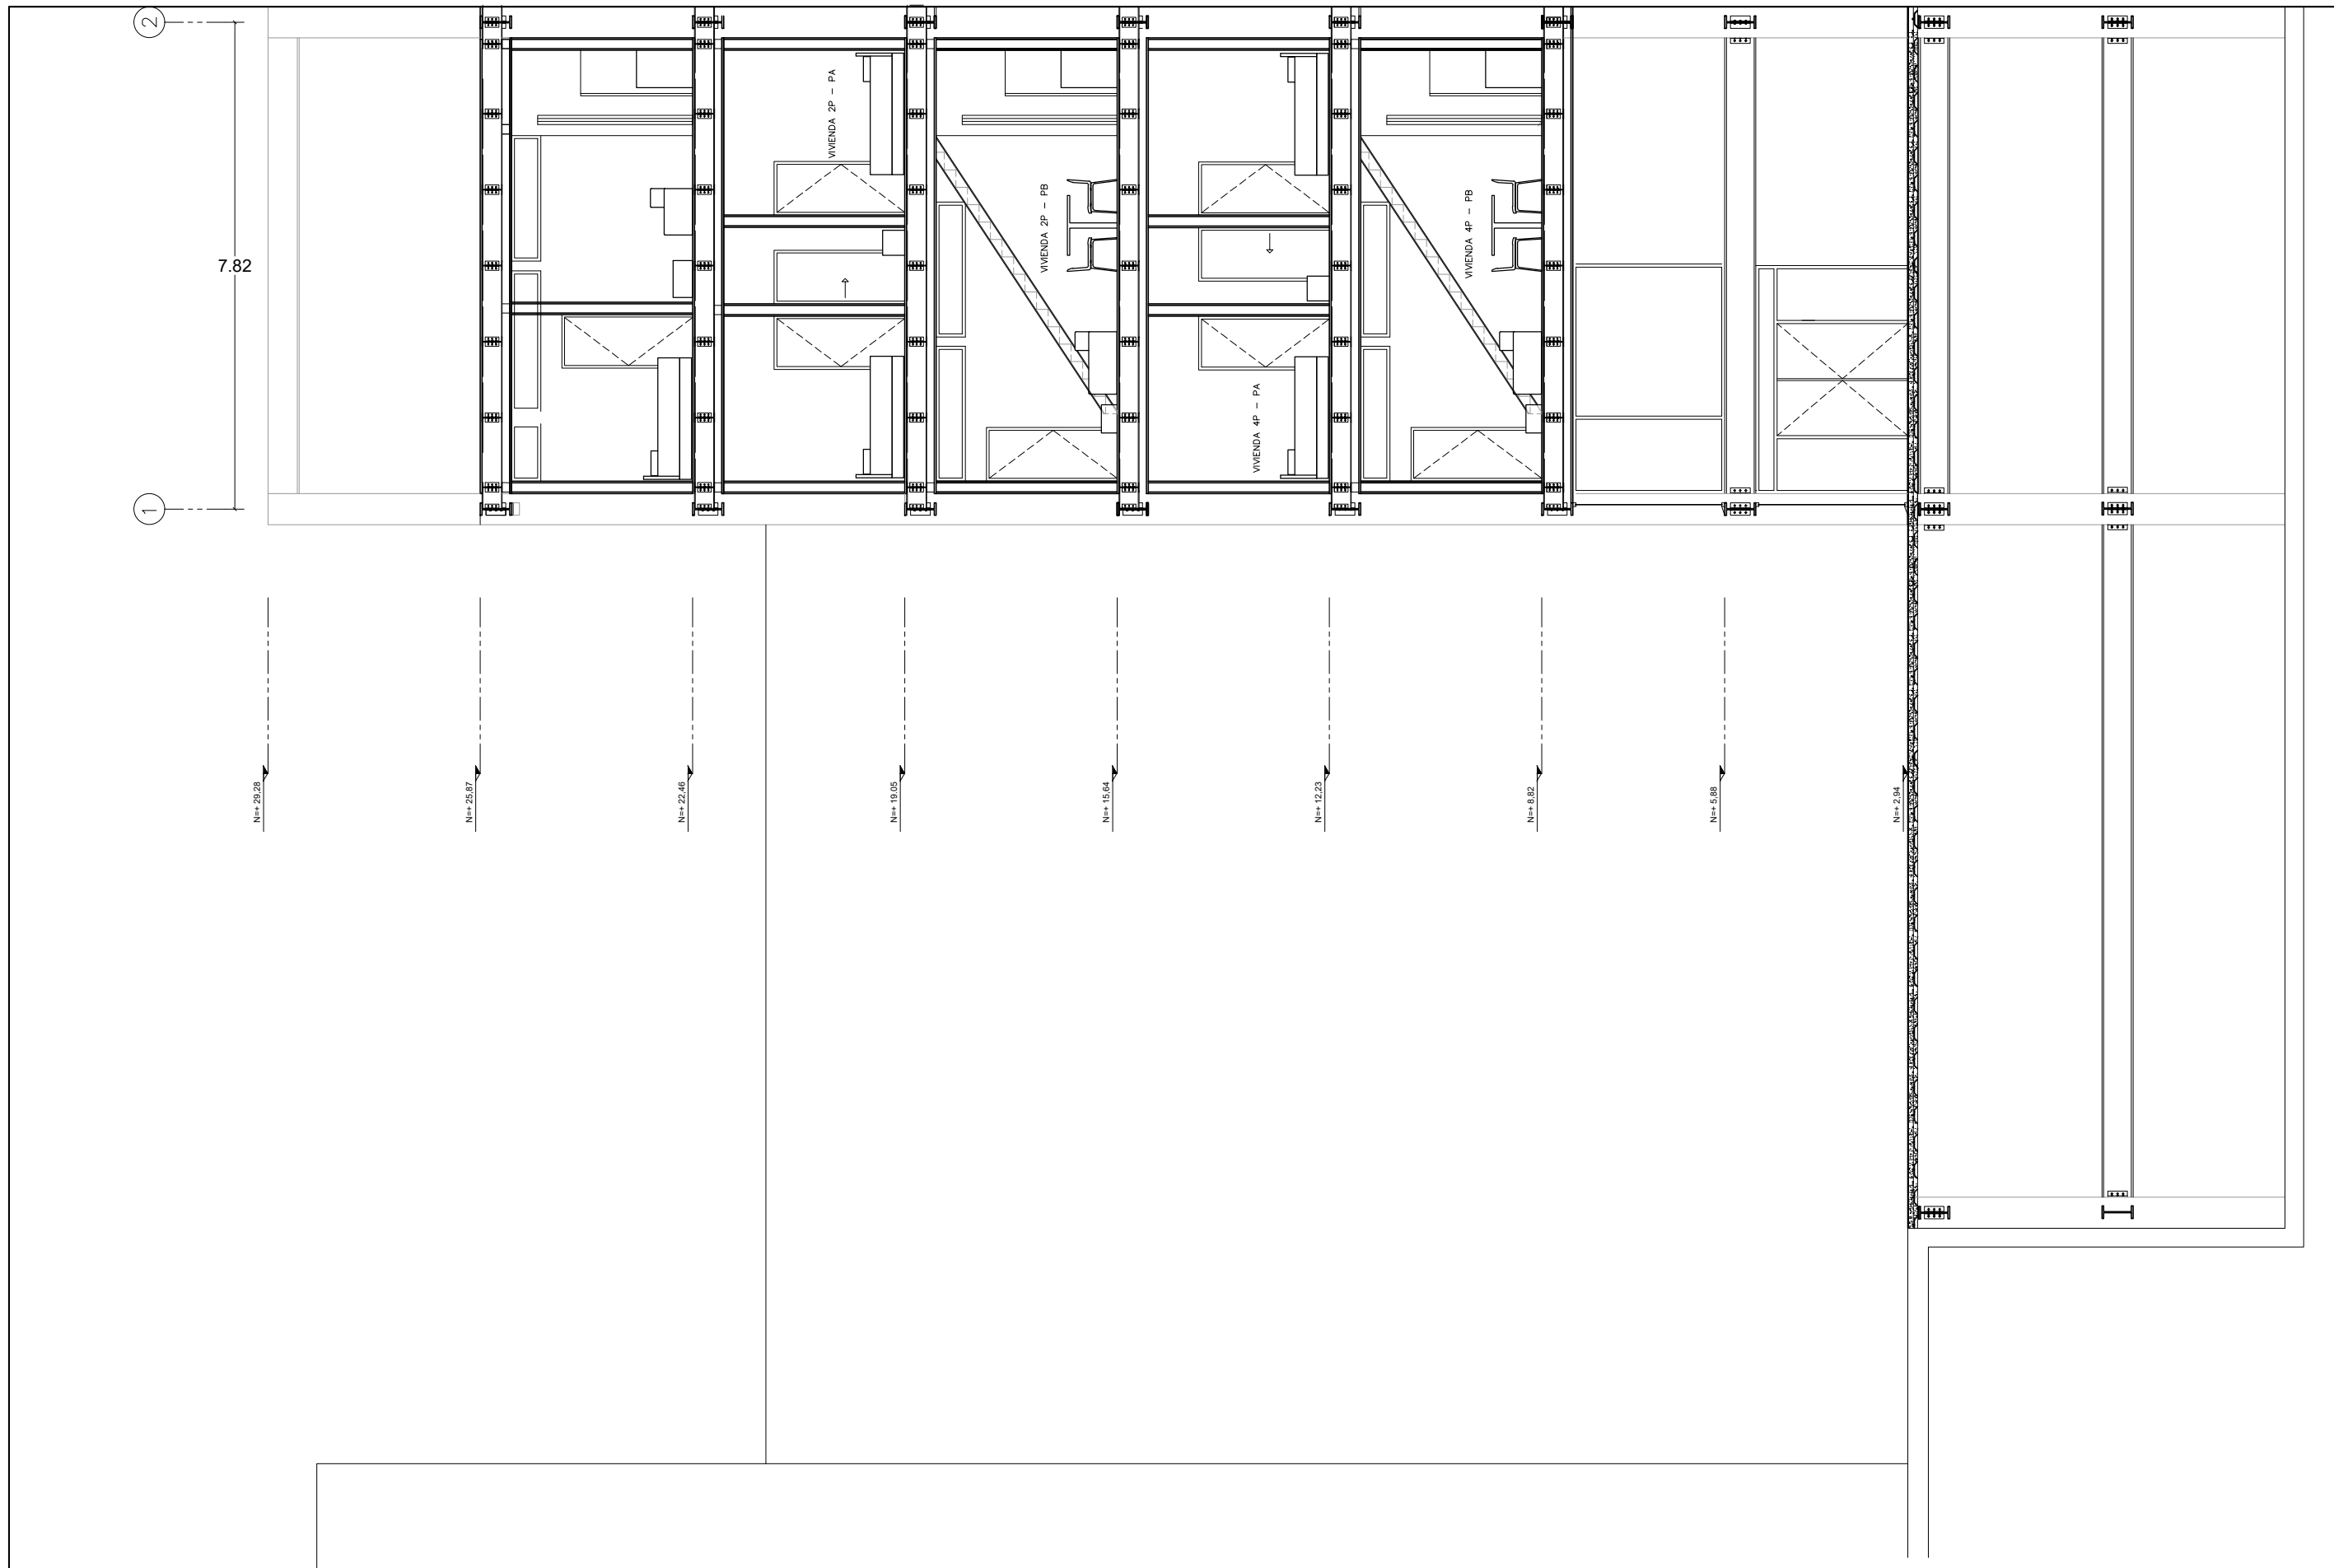 2
7.82
1
VIVIENDA 2P - PA
VIVIENDA 2P - PB
VIVIENDA 4P - PA
VIVIENDA 4P - PB
N=+ 29,28
N=+ 25,87
N=+ 22,46
N=+ 19,05
N=+ 15,64
N=+ 12,23
N=+ 8,82
N=+ 5,88
N=+ 2,94